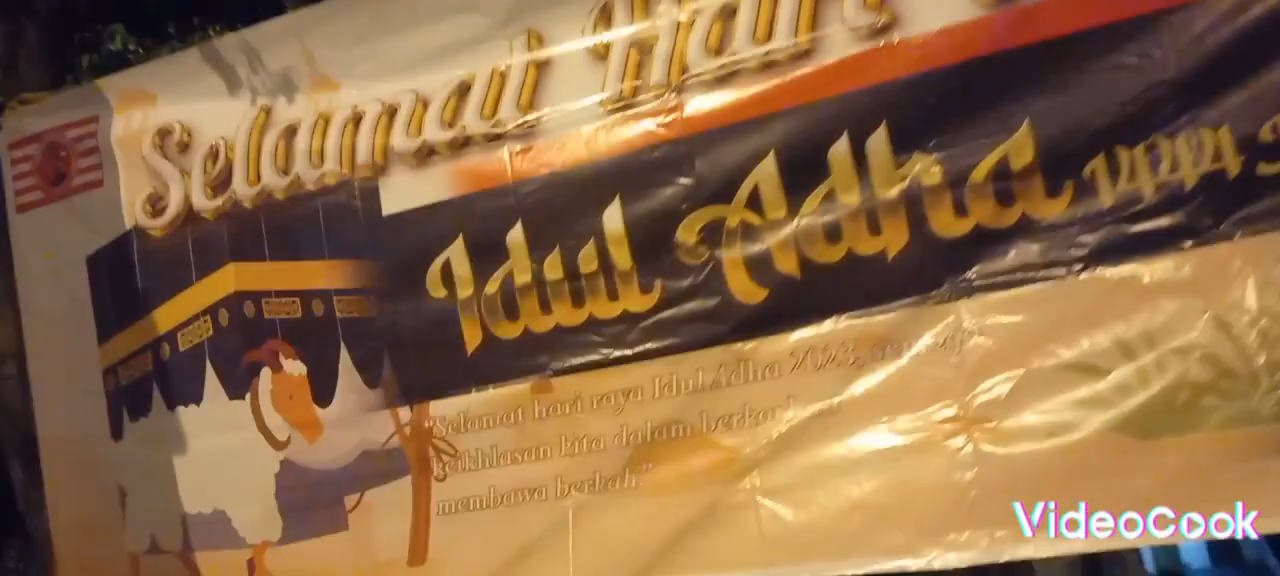 Selamat Hari
Idul Adha 1444
"Selamat hari raya Idul Adha 2023, semoga
keikhlasan kita dalam berkurban
membawa berkah."
VideoCook